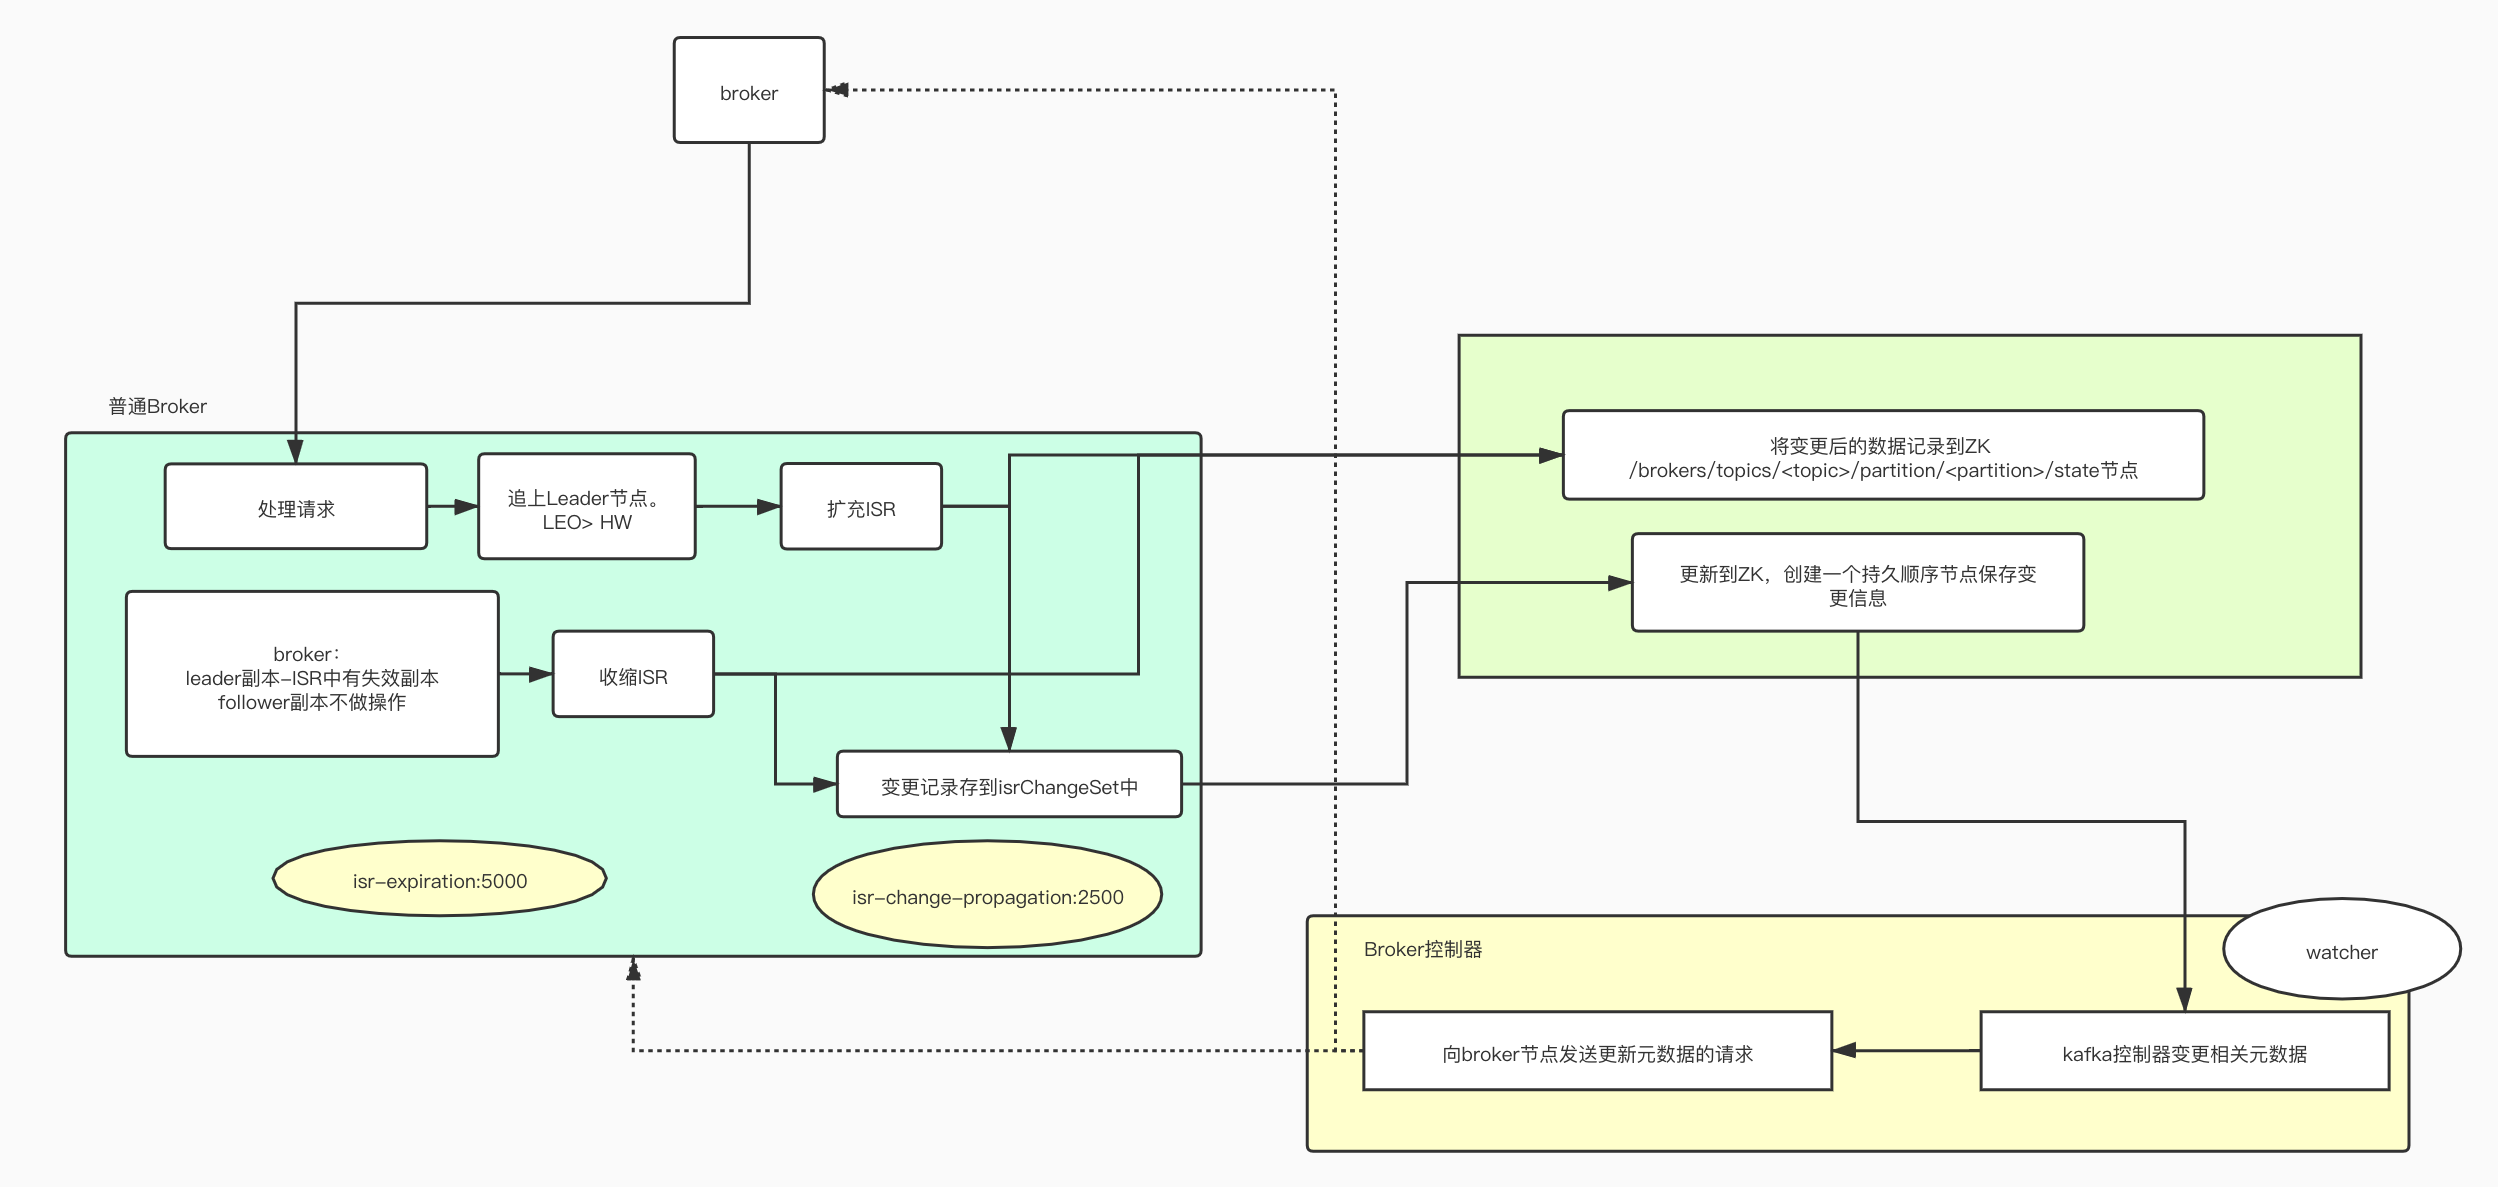 broker
普通Broker
处理请求
追上Leader节点。
LEO> HW
扩充ISR
将变更后的数据记录到ZK
/brokers/topics/<topic>/partition/<partition>/state节点
更新到ZK，创建一个持久顺序节点保存变
更信息
broker：
leader副本-ISR中有失效副本
follower副本不做操作
收缩ISR
变更记录存到isrChangeSet中
isr-expiration:5000
isr-change-propagation:2500
Broker控制器
watcher
向broker节点发送更新元数据的请求
kafka控制器变更相关元数据